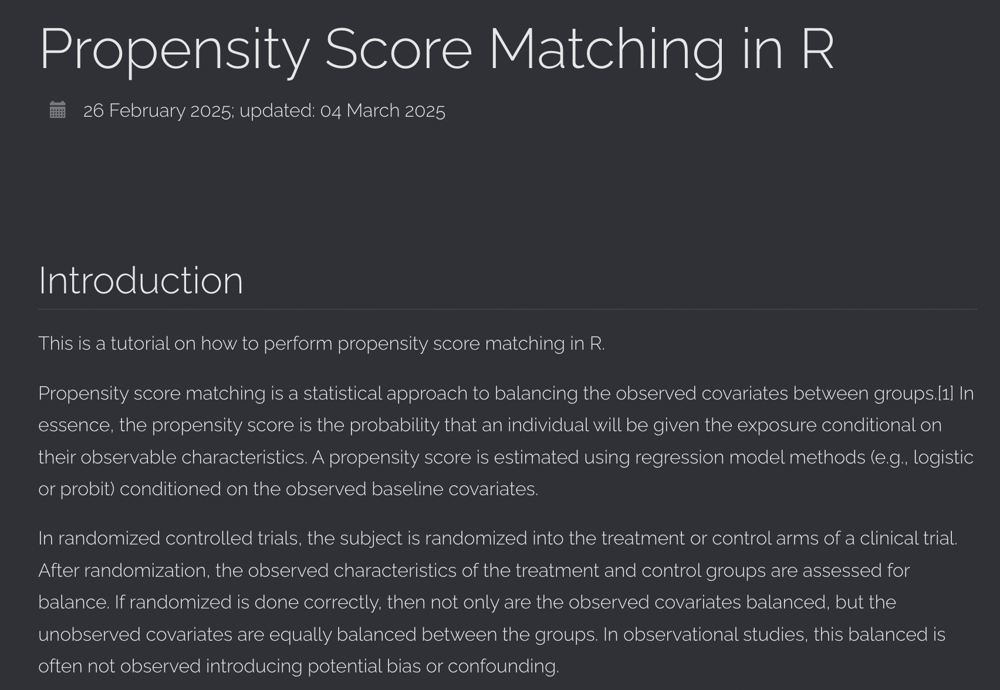 Propensity Score Matching in R
26 February 2025; updated: 04 March 2025
Introduction
This is a tutorial on how to perform propensity score matching in R.
Propensity score matching is a statistical approach to balancing the observed covariates between groups.[1] In
essence, the propensity score is the probability that an individual will be given the exposure conditional on
their observable characteristics. A propensity score is estimated using regression model methods (e.g., logistic
or probit) conditioned on the observed baseline covariates.
In randomized controlled trials, the subject is randomized into the treatment or control arms of a clinical trial.
After randomization, the observed characteristics of the treatment and control groups are assessed for
balance. If randomized is done correctly, then not only are the observed covariates balanced, but the
unobserved covariates are equally balanced between the groups. In observational studies, this balanced is
often not observed introducing potential bias or confounding.